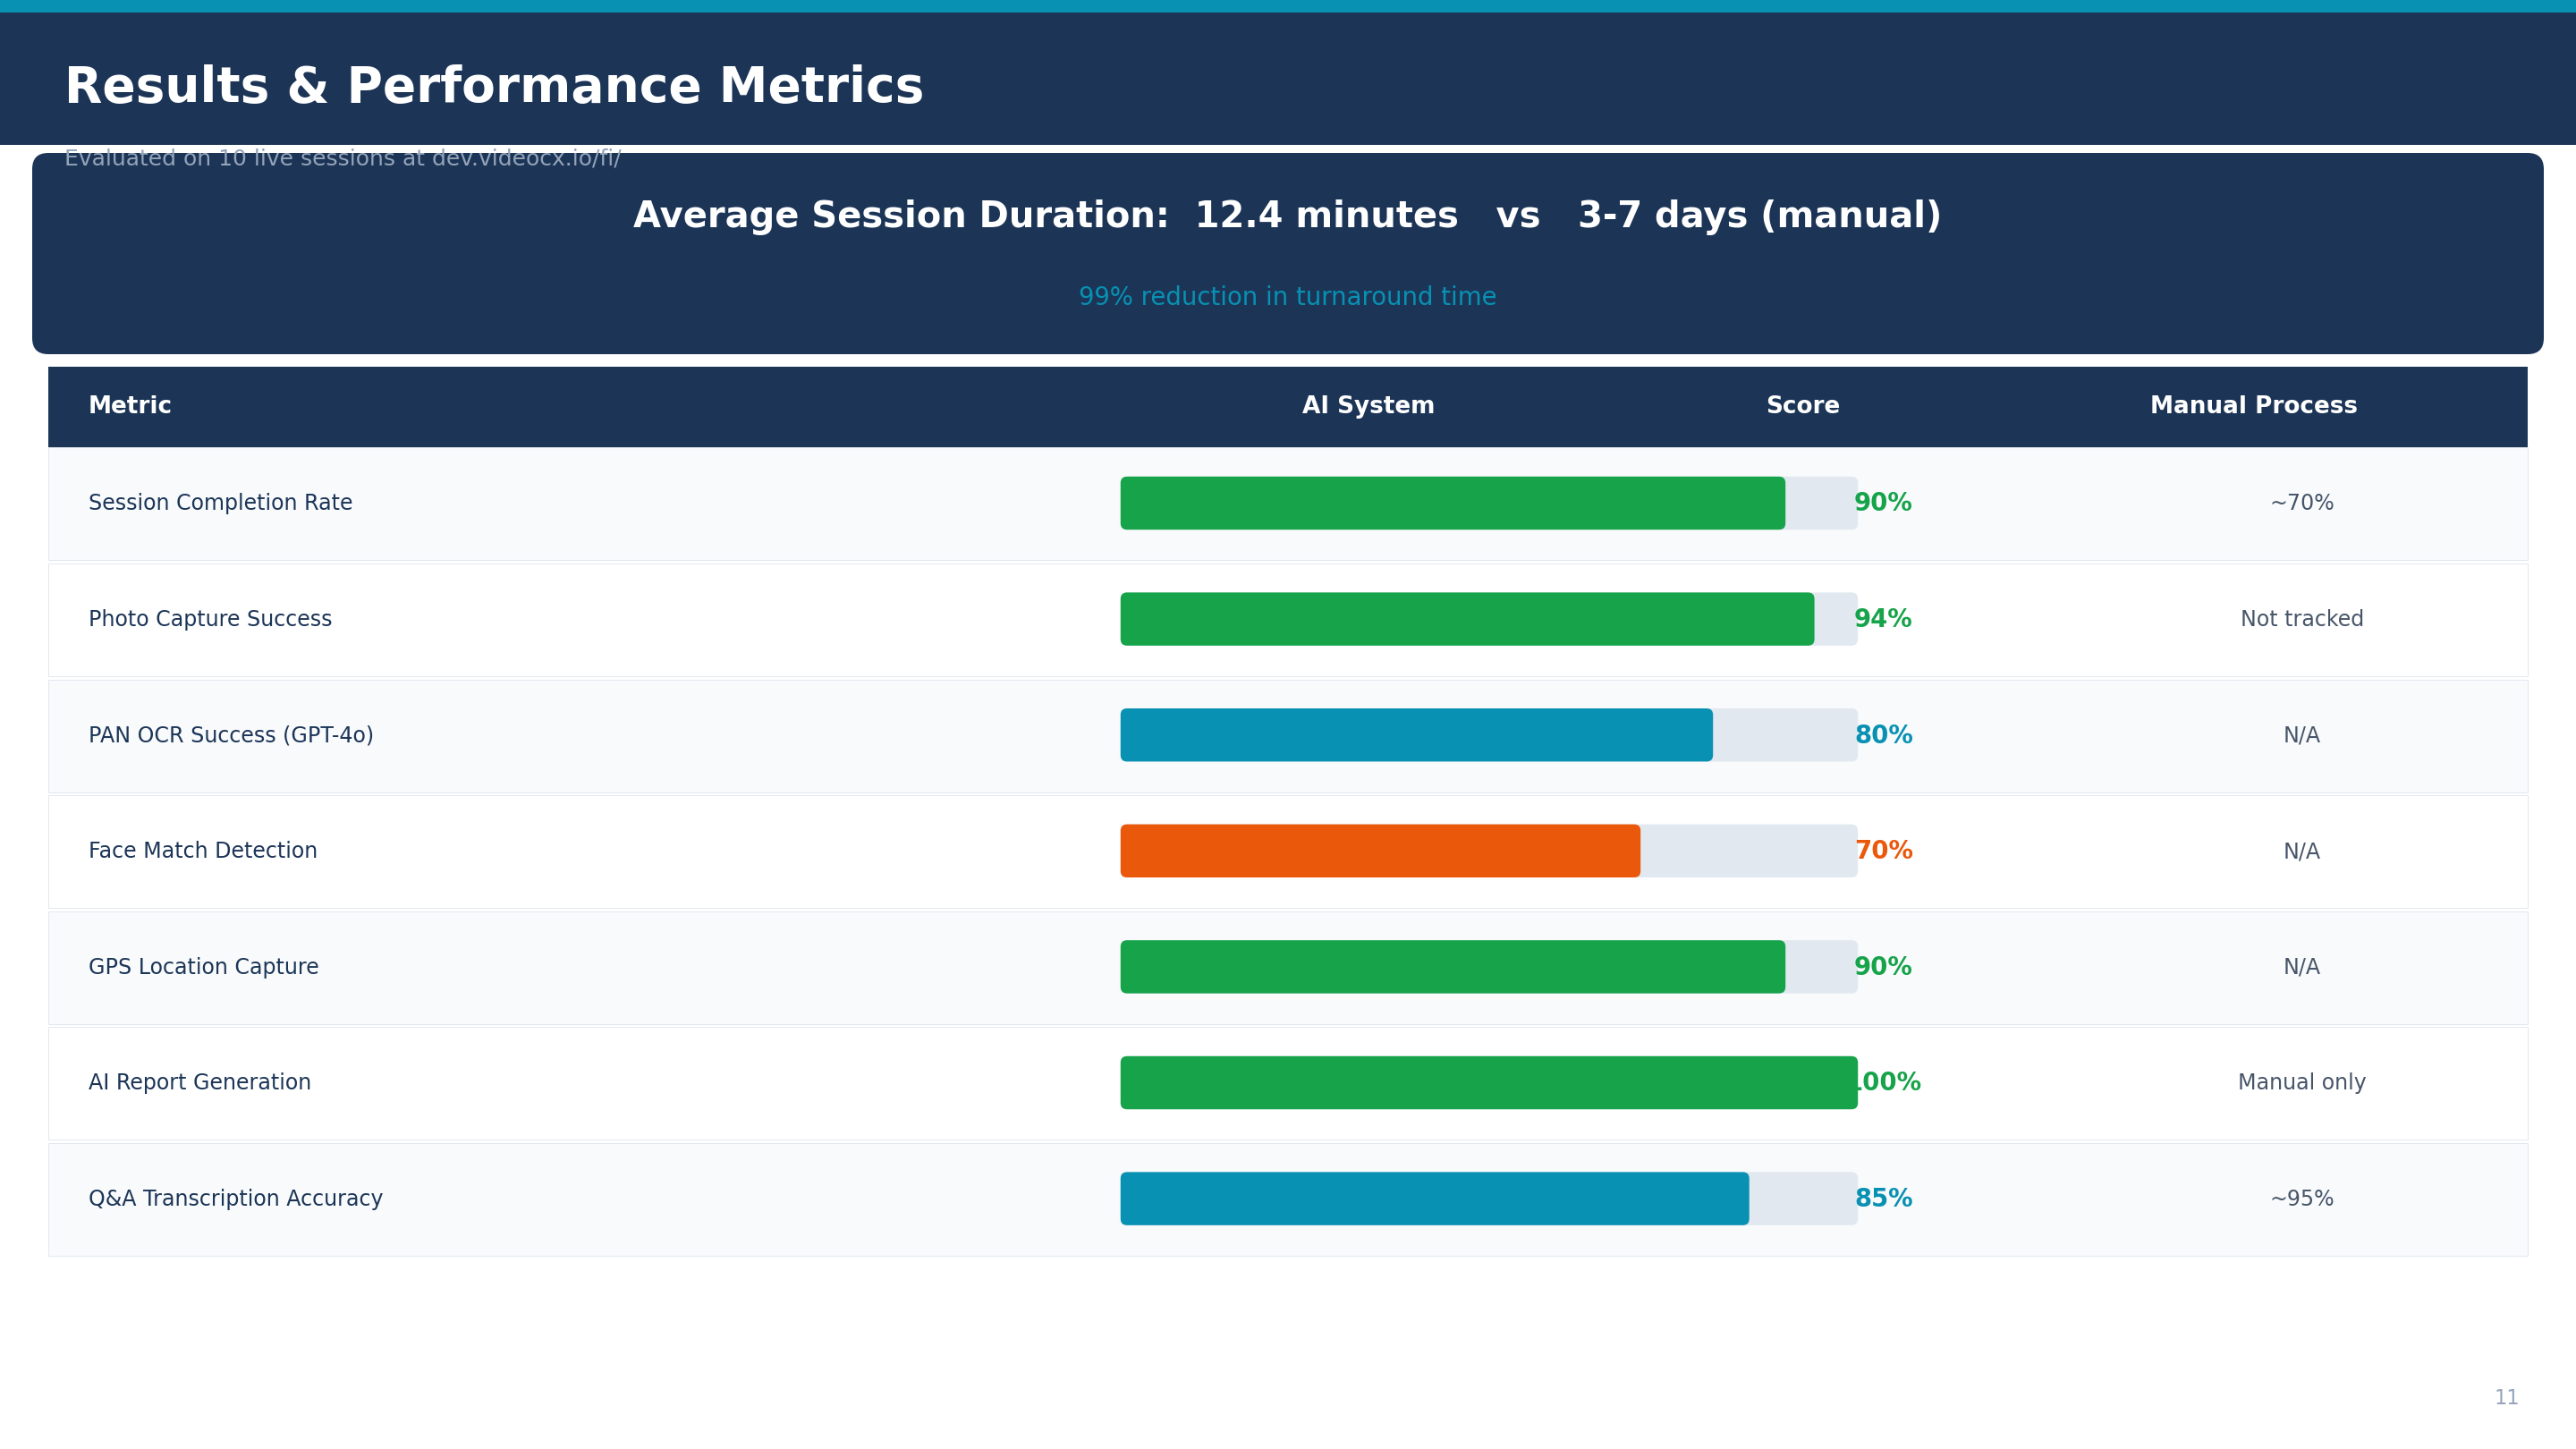 Results & Performance Metrics
Evaluated on 10 live sessions at dev.videocx.io/fi/
Average Session Duration:  12.4 minutes   vs   3-7 days (manual)
99% reduction in turnaround time
Metric AI System Score Manual Process
Session Completion Rate 90% ~70%
Photo Capture Success 94% Not tracked
PAN OCR Success (GPT-4o) 80% N/A
Face Match Detection 70% N/A
GPS Location Capture 90% N/A
AI Report Generation 100% Manual only
Q&A Transcription Accuracy 85% ~95%
11